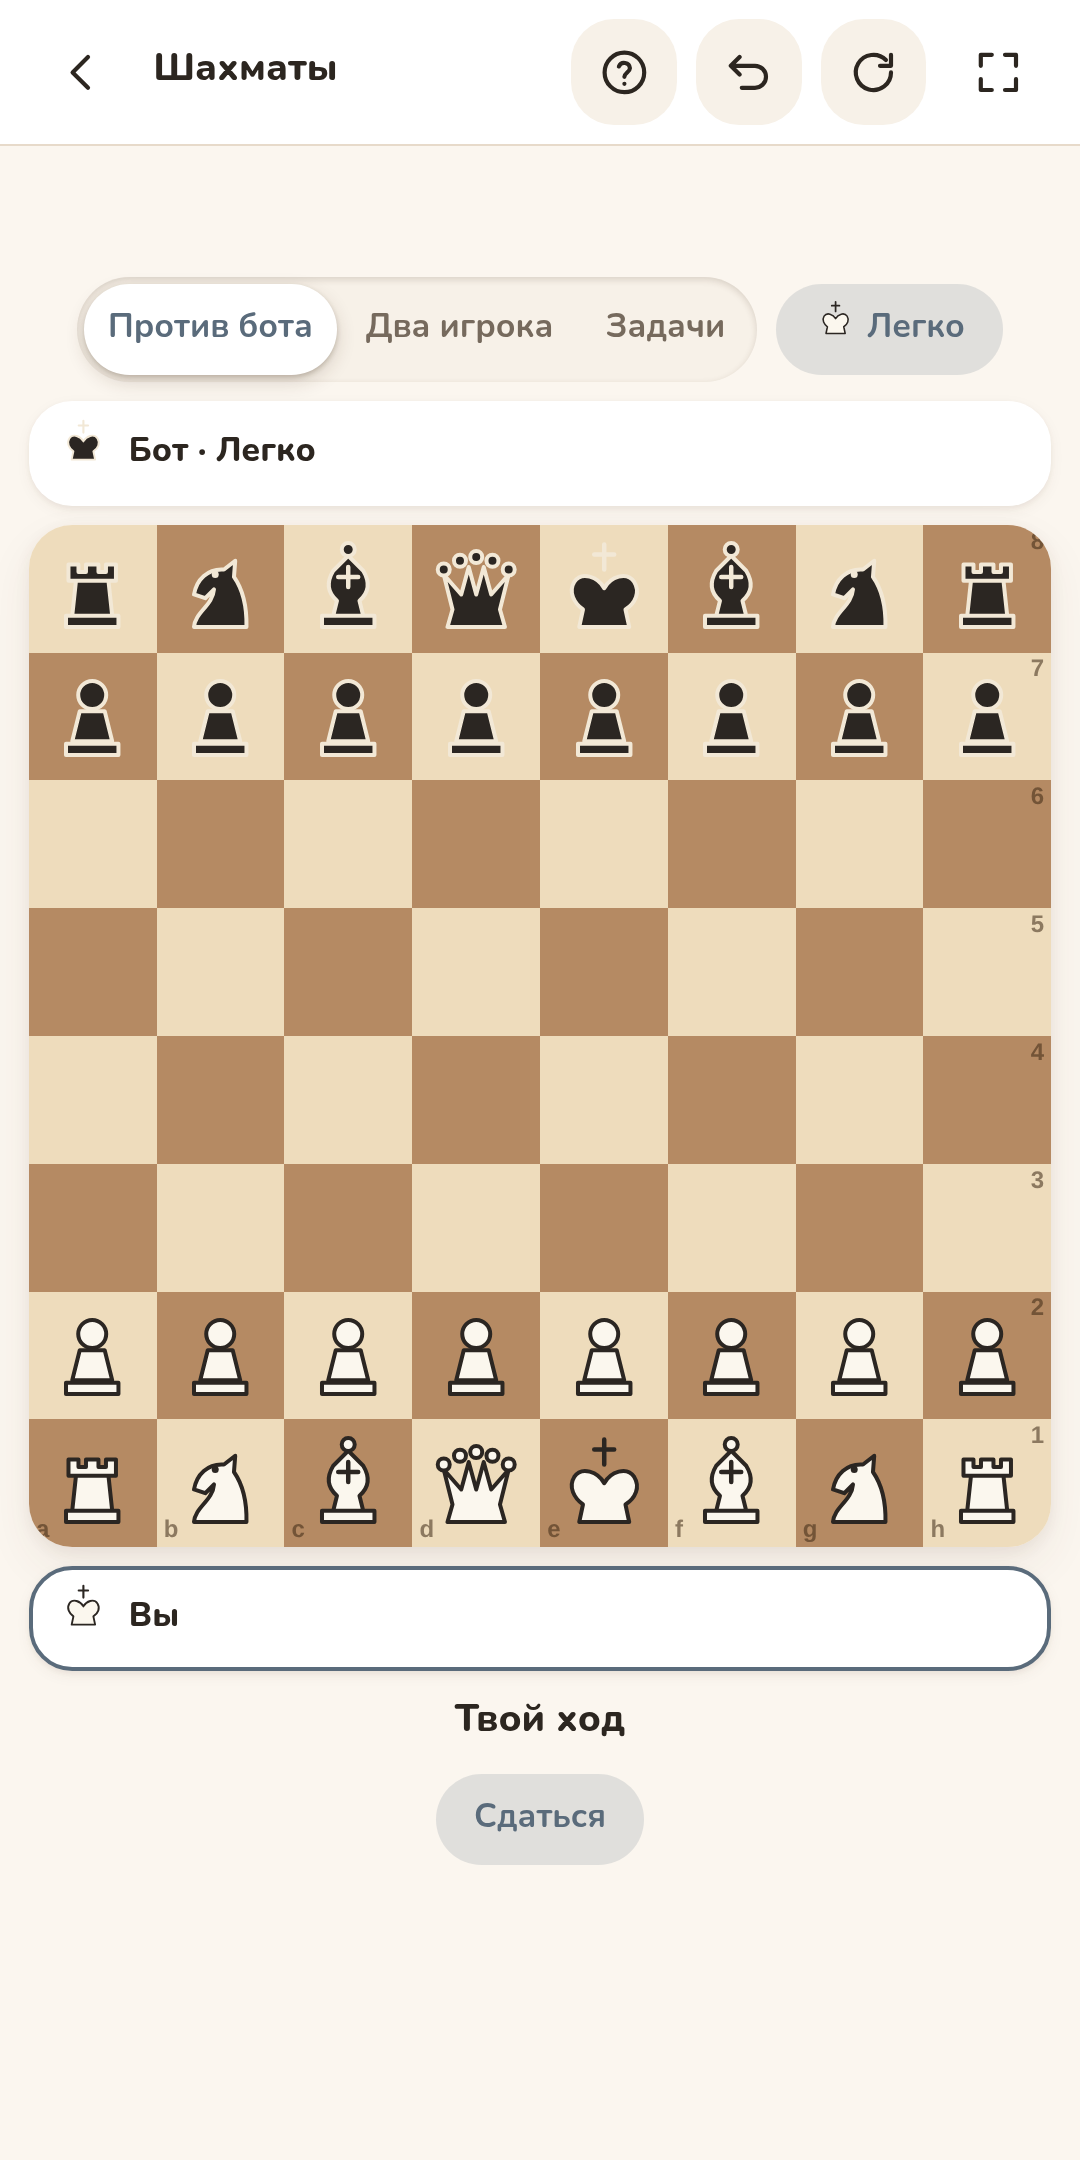 Шахматы
Против бота Два игрока Задачи Легко
Бот · Легко
8
7
6
5
4
3
2
1
a b c d e f g h
Вы
Твой ход
Сдаться